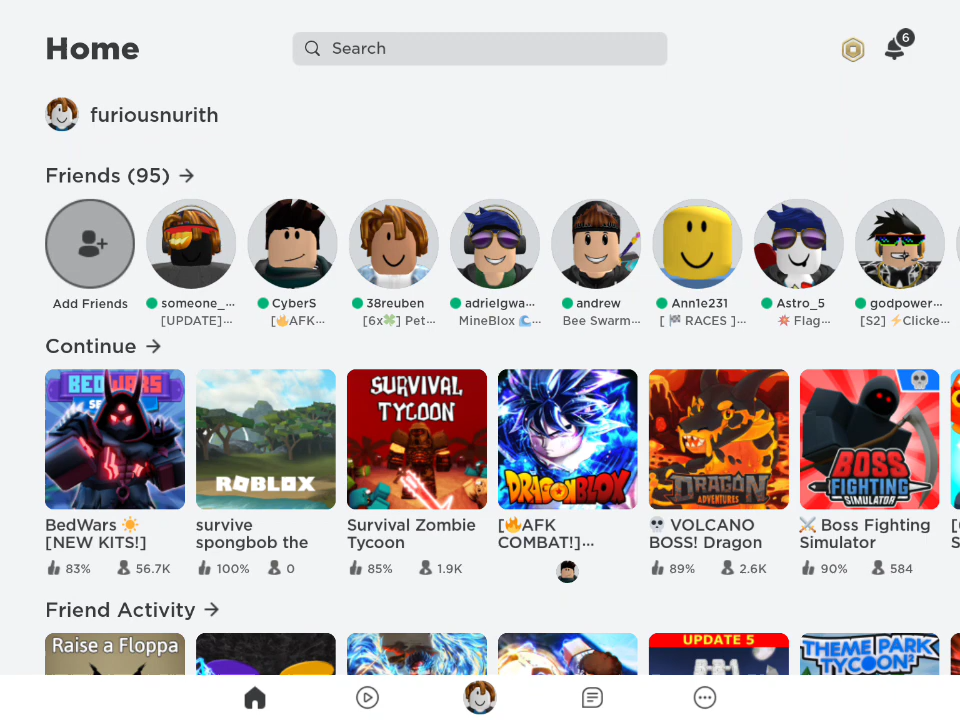 Home
Search
6
furiousnurith
Friends (95) →
Add Friends
someone_...
CyberS
38reuben
adrielgwa...
andrew
Ann1e231
Astro_5
godpower...
[UPDATE]...
[🔥AFK...
[6x🍀] Pet...
MineBlox 🌊...
Bee Swarm...
[ 🏁 RACES ]...
💥 Flag...
[S2] ⚡Clicke...
Continue →
BEDWARS
SURVIVAL
TYCOON
ROBLOX
DRAGON BLOX
DRAGON
ADVENTURES
BOSS
FIGHTING
SIMULATOR
BedWars ☀️
[NEW KITS!]
survive
spongbob the
Survival Zombie
Tycoon
[🔥AFK
COMBAT!]...
💀 VOLCANO
BOSS! Dragon
⚔️ Boss Fighting
Simulator
83%
56.7K
100%
0
85%
1.9K
89%
2.6K
90%
584
Friend Activity →
Raise a Floppa
UPDATE 5
THEME PARK
TYCOON 2